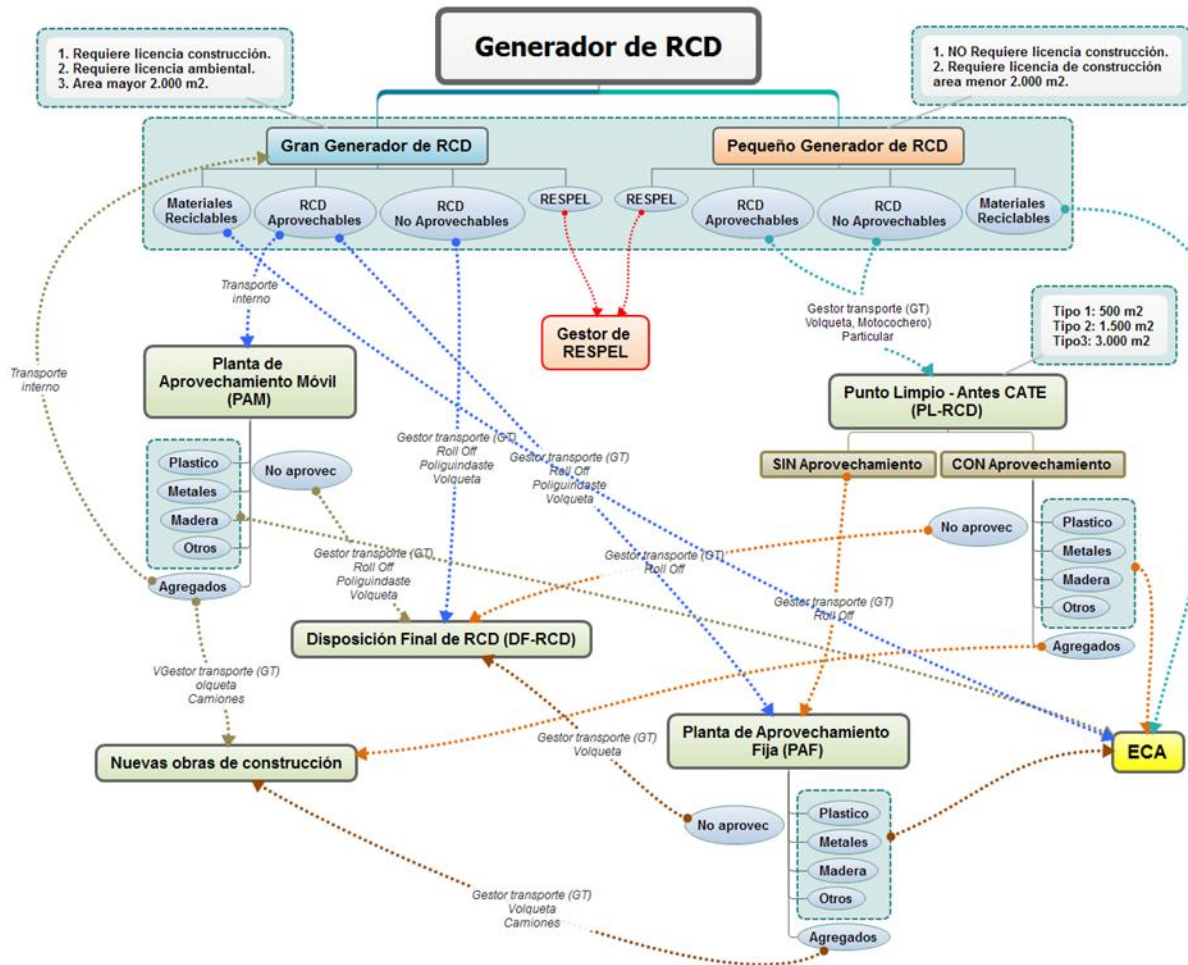 Generador de RCD
1. Requiere licencia construcción.
2. Requiere licencia ambiental.
3. Area mayor 2.000 m2.
1. NO Requiere licencia construcción.
2. Requiere licencia de construcción
area menor 2.000 m2.
Gran Generador de RCD
Pequeño Generador de RCD
Materiales
Reciclables
RCD
Aprovechables
RCD
No Aprovechables
RESPEL
RESPEL
RCD
Aprovechables
RCD
No Aprovechables
Materiales
Reciclables
Transporte
interno
Gestor de
RESPEL
Gestor transporte (GT)
Volqueta, Motocochero)
Particular
Tipo 1: 500 m2
Tipo 2: 1.500 m2
Tipo3: 3.000 m2
Transporte
interno
Planta de
Aprovechamiento Móvil
(PAM)
Punto Limpio - Antes CATE
(PL-RCD)
Gestor transporte (GT)
Roll Off
Poliguindaste
Volqueta
Gestor transporte (GT)
Roll Off
Poliguindaste
Volqueta
SIN Aprovechamiento
CON Aprovechamiento
Plastico
Metales
Madera
Otros
Agregados
No aprovec
No aprovec
Plastico
Metales
Madera
Otros
Agregados
Gestor transporte (GT)
Roll Off
Poliguindaste
Volqueta
Gestor transporte (GT)
Roll Off
Gestor transporte (GT)
Roll Off
Disposición Final de RCD (DF-RCD)
VGestor transporte (GT)
olqueta
Camiones
Gestor transporte (GT)
Volqueta
Planta de Aprovechamiento
Fija (PAF)
Nuevas obras de construcción
ECA
No aprovec
Plastico
Metales
Madera
Otros
Agregados
Gestor transporte (GT)
Volqueta
Camiones